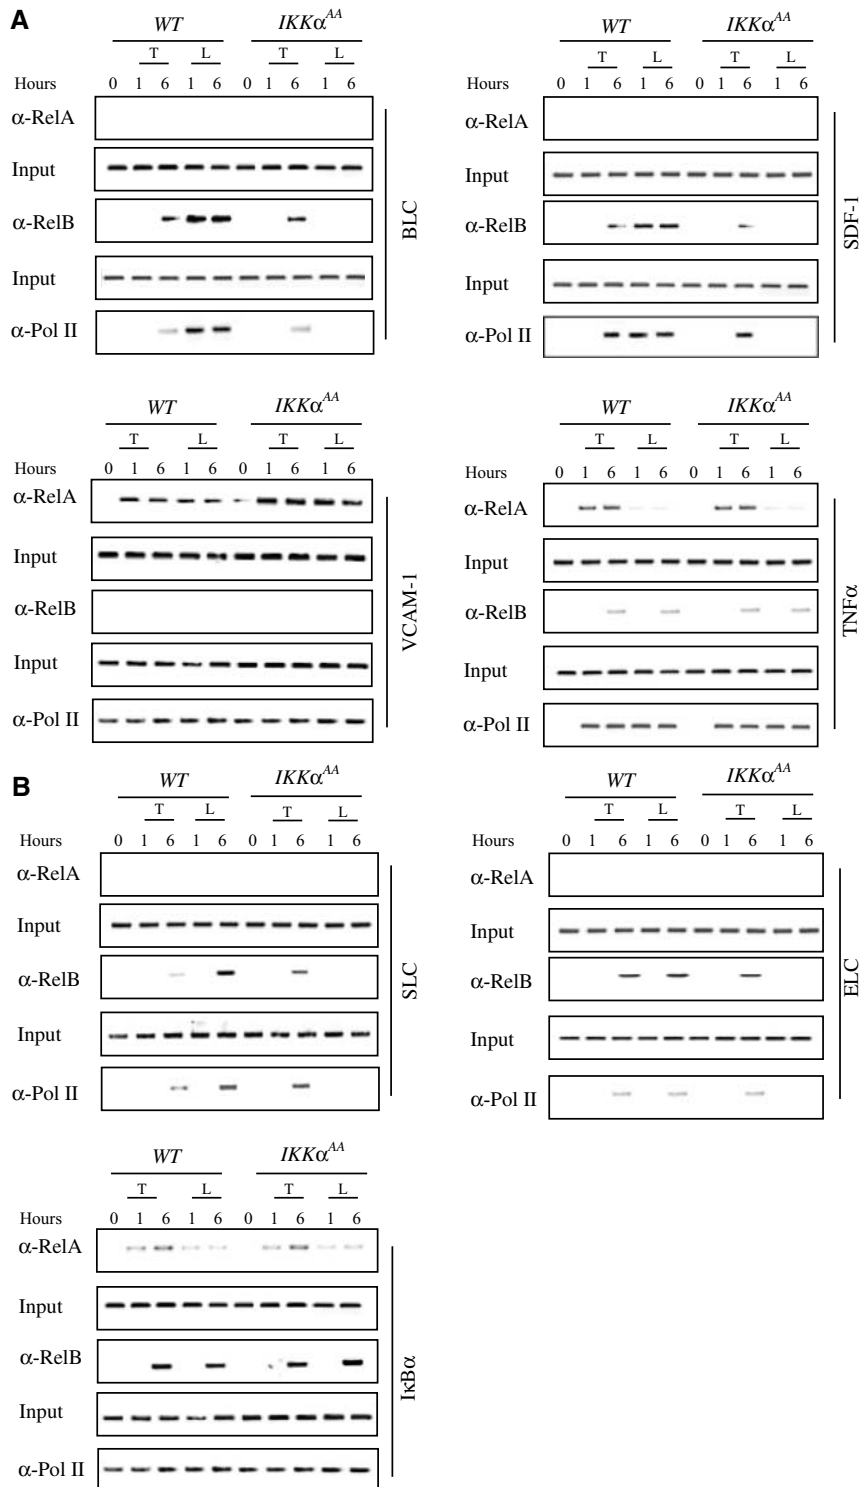 A
WT IKKα^AA
T L T L
Hours 0 1 6 1 6 0 1 6 1 6
α-RelA
Input
α-RelB
Input
α-Pol II
BLC
WT IKKα^AA
T L T L
Hours 0 1 6 1 6 0 1 6 1 6
α-RelA
Input
α-RelB
Input
α-Pol II
SDF-1
WT IKKα^AA
T L T L
Hours 0 1 6 1 6 0 1 6 1 6
α-RelA
Input
α-RelB
Input
α-Pol II
VCAM-1
WT IKKα^AA
T L T L
Hours 0 1 6 1 6 0 1 6 1 6
α-RelA
Input
α-RelB
Input
α-Pol II
TNFα
B
WT IKKα^AA
T L T L
Hours 0 1 6 1 6 0 1 6 1 6
α-RelA
Input
α-RelB
Input
α-Pol II
SLC
WT IKKα^AA
T L T L
Hours 0 1 6 1 6 0 1 6 1 6
α-RelA
Input
α-RelB
Input
α-Pol II
ELC
WT IKKα^AA
T L T L
Hours 0 1 6 1 6 0 1 6 1 6
α-RelA
Input
α-RelB
Input
α-Pol II
IκBα